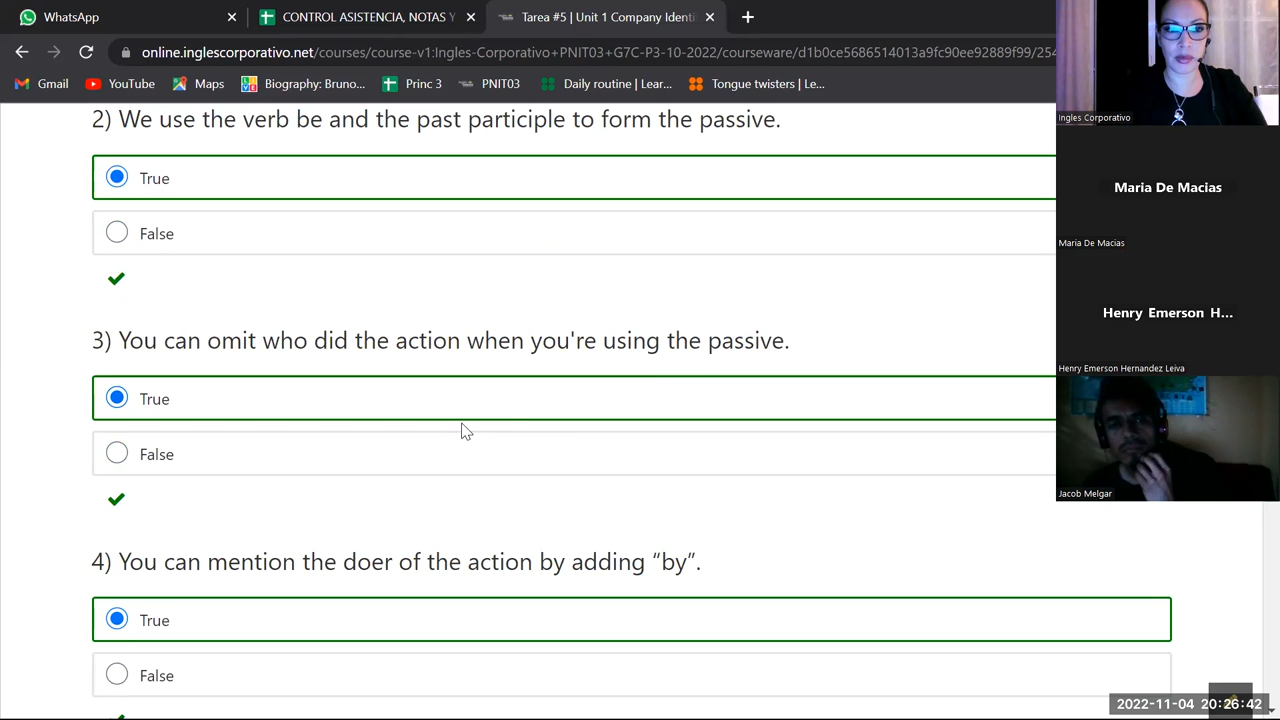 WhatsApp
CONTROL ASISTENCIA, NOTAS Y
Tarea #5 | Unit 1 Company Identi
online.inglescorporativo.net/courses/course-v1:Ingles-Corporativo+PNIT03+G7C-P3-10-2022/courseware/d1b0ce5686514013a9fc90ee92889f99/254
Gmail
YouTube
Maps
Biography: Bruno...
Princ 3
PNIT03
Daily routine | Lear...
Tongue twisters | Le...
2) We use the verb be and the past participle to form the passive.
True
False
3) You can omit who did the action when you're using the passive.
True
False
4) You can mention the doer of the action by adding “by”.
True
False
Ingles Corporativo
Maria De Macias
Maria De Macias
Henry Emerson H...
Henry Emerson Hernandez Leiva
Jacob Melgar
2022-11-04 20:26:42